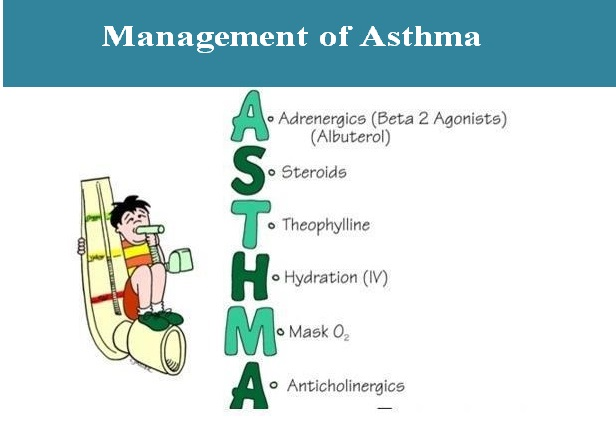 Management of Asthma
A • Adrenergics (Beta 2 Agonists)
(Albuterol)
S • Steroids
T • Theophylline
H • Hydration (IV)
M • Mask O₂
A • Anticholinergics